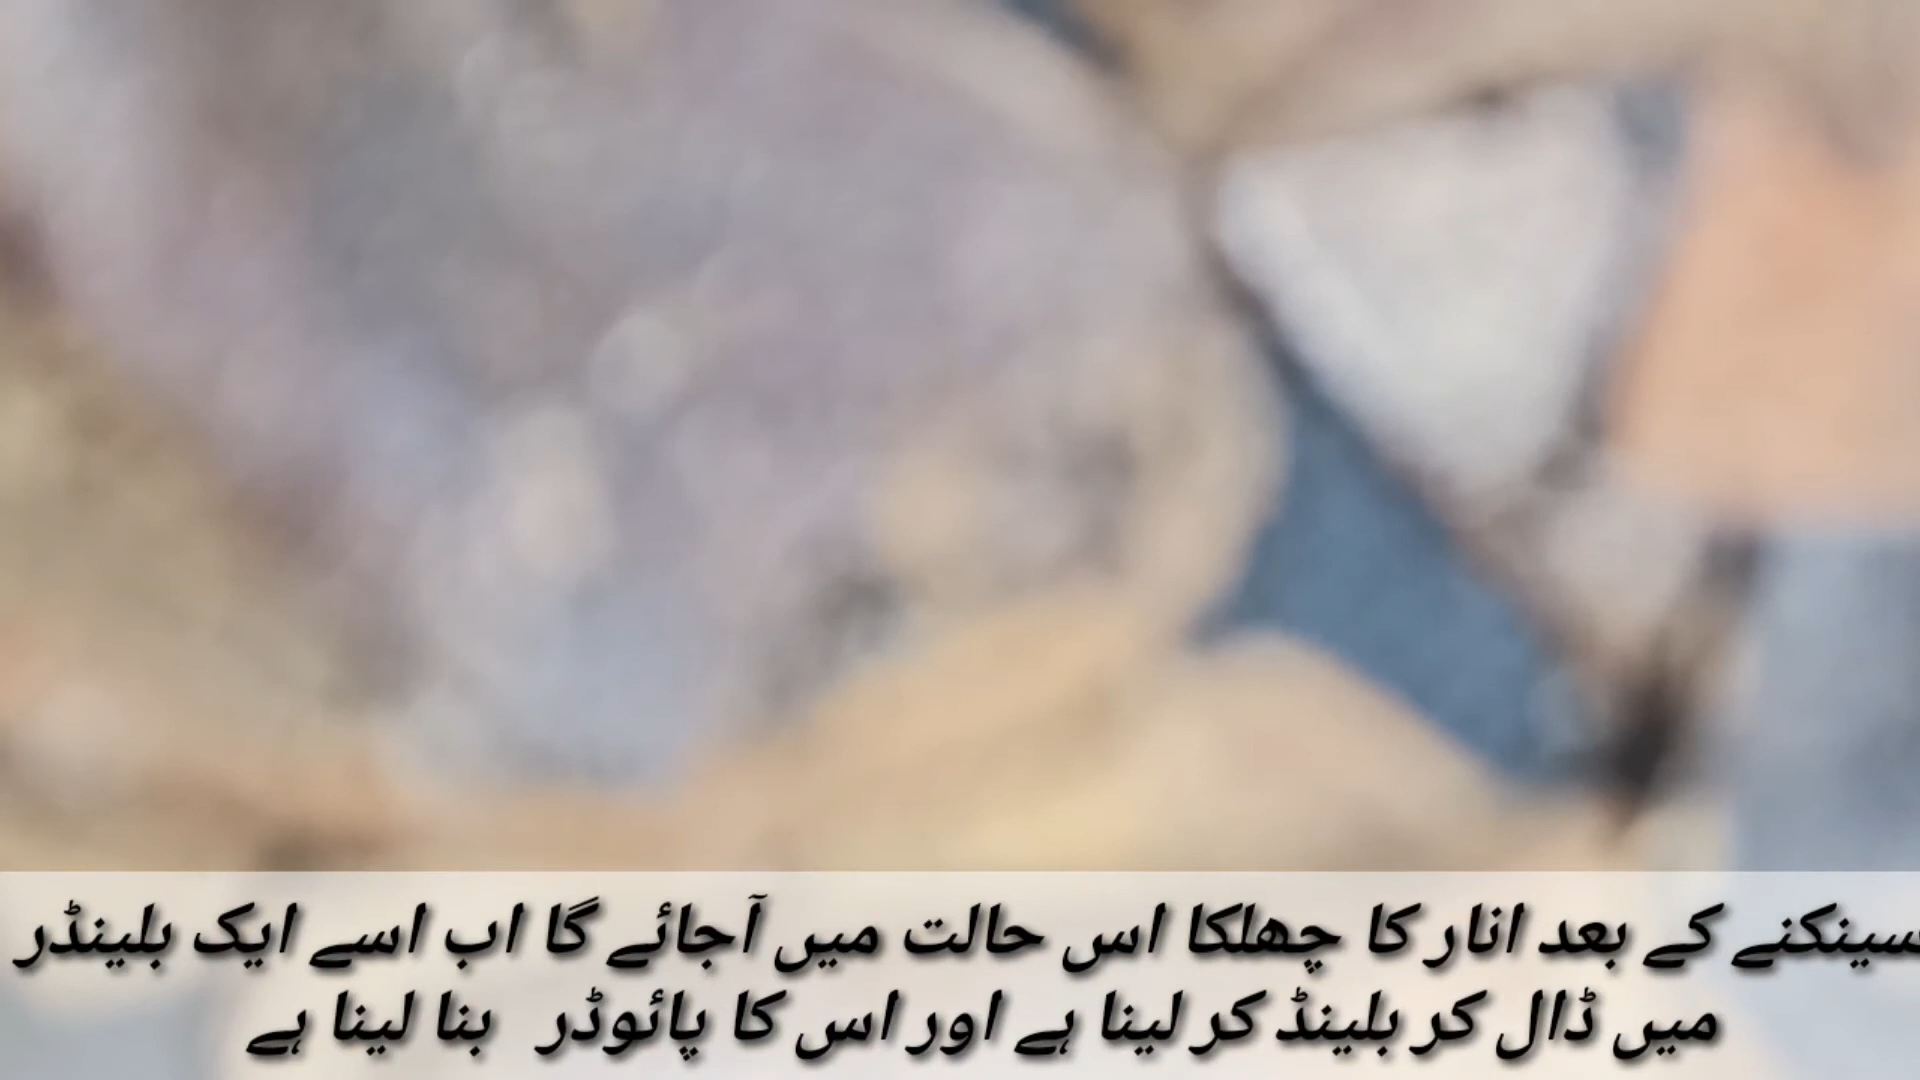 سینکنے کے بعد انار کا چھلکا اس حالت میں آجائے گا اب اسے ایک بلینڈر
میں ڈال کر بلینڈ کر لینا ہے اور اس کا پائوڈر بنا لینا ہے